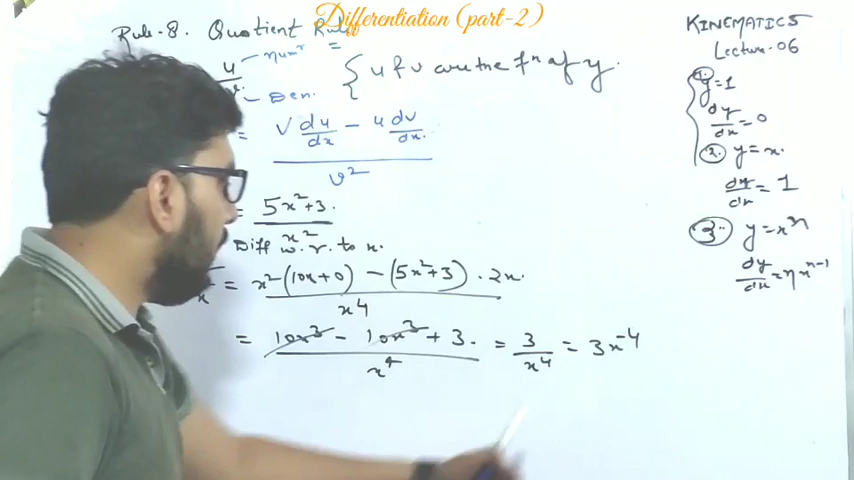 Differentiation (part-2)
Rule-8. Quotient Rule
u numr
Den.
{ u & v are the fn of y.
= v du/dx - u dv/dx.
v²
= 5x²+3.
x²
Diff w.r. to x.
= x²(10x+0) - (5x²+3) . 2x.
x⁴
= 10x³ - 10x³ + 3. = 3/x⁴ = 3x⁻⁴
x⁴
KINEMATICS
Lecture-06
1. y=1
dy/dx = 0
2. y = x.
dy/dx = 1
3. y = xⁿ
dy/dx = nxⁿ⁻¹